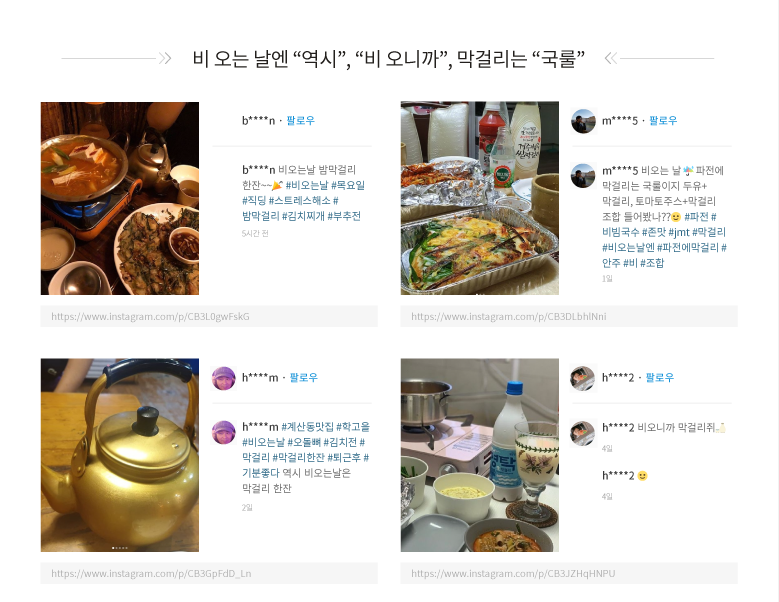 비 오는 날엔 “역시”, “비 오니까”, 막걸리는 “국룰”
b****n · 팔로우
b****n 비오는날 밤막걸리
한잔~~🎉 #비오는날 #목요일
#직딩 #스트레스해소 #
밤막걸리 #김치찌개 #부추전
5시간 전
https://www.instagram.com/p/CB3L0gwFskG
m****5 · 팔로우
m****5 비오는 날☔파전에
막걸리는 국룰이지 두유+
막걸리, 토마토주스+막걸리
조합 들어봤나??😉 #파전 #
비빔국수 #존맛 #jmt #막걸리
#비오는날엔 #파전에막걸리 #
안주 #비 #조합
1일
https://www.instagram.com/p/CB3DLbhlNni
h****m · 팔로우
h****m #계산동맛집 #학고을
#비오는날 #오돌뼈 #김치전 #
막걸리 #막걸리한잔 #퇴근후 #
기분좋다 역시 비오는날은
막걸리 한잔
2일
https://www.instagram.com/p/CB3GpFdD_Ln
h****2 · 팔로우
h****2 비오니까 막걸리쥐..🍶
4일
h****2 🙂
4일
https://www.instagram.com/p/CB3JZHqHNPU